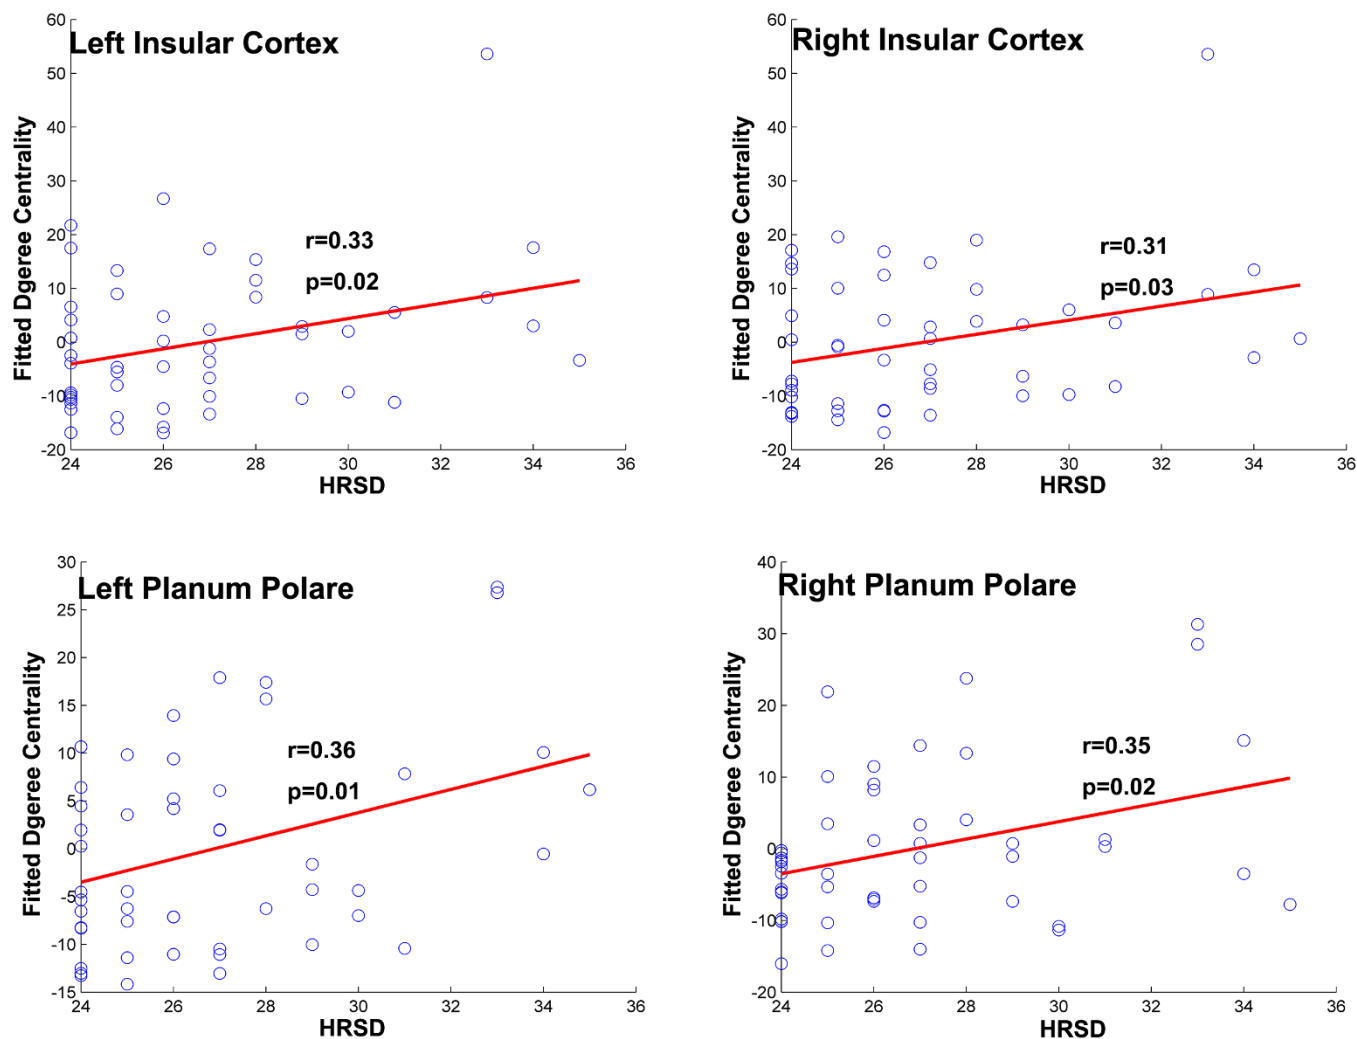 Left Insular Cortex
60
50
40
30
20
10
0
-10
-20
Fitted Dgeree Centrality
r=0.33
p=0.02
24 26 28 30 32 34 36
HRSD
Right Insular Cortex
60
50
40
30
20
10
0
-10
-20
Fitted Dgeree Centrality
r=0.31
p=0.03
24 26 28 30 32 34 36
HRSD
Left Planum Polare
30
25
20
15
10
5
0
-5
-10
-15
Fitted Dgeree Centrality
r=0.36
p=0.01
24 26 28 30 32 34 36
HRSD
Right Planum Polare
40
30
20
10
0
-10
-20
Fitted Dgeree Centrality
r=0.35
p=0.02
24 26 28 30 32 34 36
HRSD